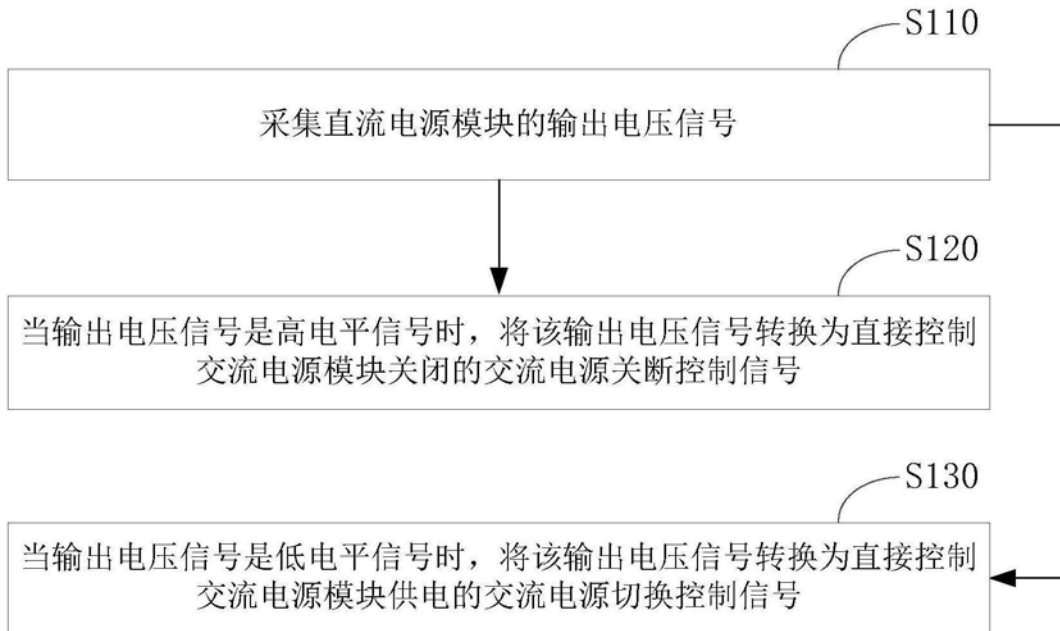 S110
采集直流电源模块的输出电压信号
S120
当输出电压信号是高电平信号时，将该输出电压信号转换为直接控制
交流电源模块关闭的交流电源关断控制信号
S130
当输出电压信号是低电平信号时，将该输出电压信号转换为直接控制
交流电源模块供电的交流电源切换控制信号